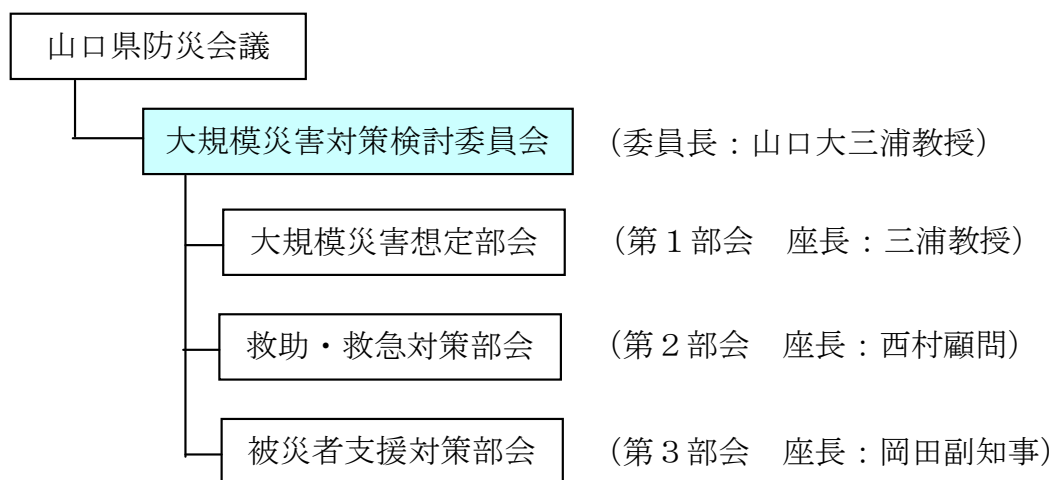 山口県防災会議
大規模災害対策検討委員会 (委員長:山口大三浦教授)
大規模災害想定部会 (第1部会 座長:三浦教授)
救助・救急対策部会 (第2部会 座長:西村顧問)
被災者支援対策部会 (第3部会 座長:岡田副知事)